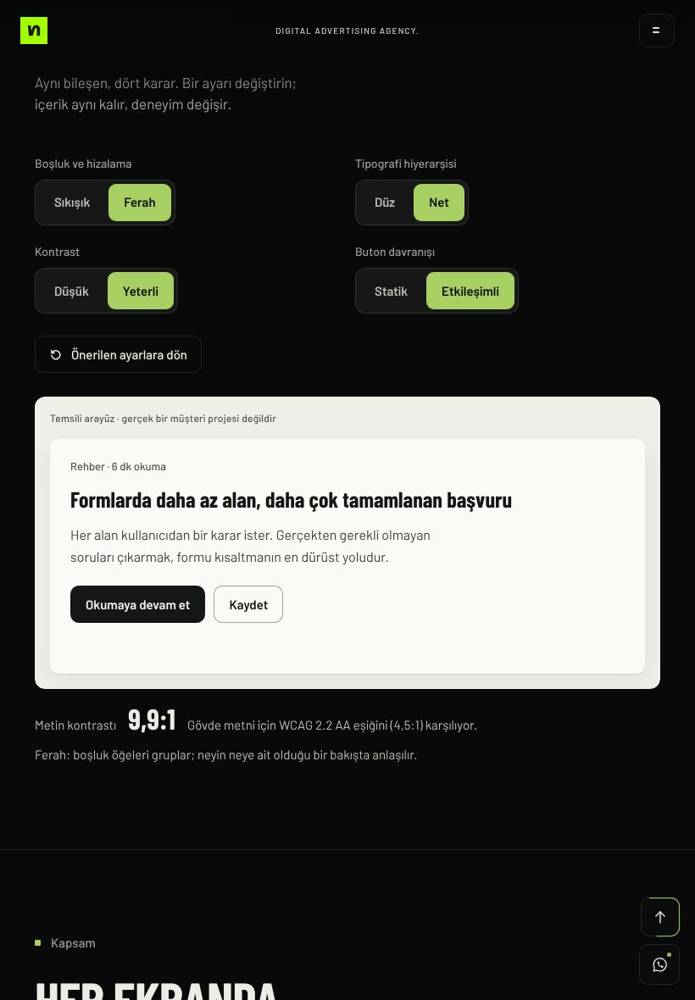 DIGITAL ADVERTISING AGENCY.
Aynı bileşen, dört karar. Bir ayarı değiştirin;
içerik aynı kalır, deneyim değişir.
Boşluk ve hizalama
Sıkışık Ferah
Tipografi hiyerarşisi
Düz Net
Kontrast
Düşük Yeterli
Buton davranışı
Statik Etkileşimli
Önerilen ayarlara dön
Temsili arayüz · gerçek bir müşteri projesi değildir
Rehber · 6 dk okuma
Formlarda daha az alan, daha çok tamamlanan başvuru
Her alan kullanıcıdan bir karar ister. Gerçekten gerekli olmayan
soruları çıkarmak, formu kısaltmanın en dürüst yoludur.
Okumaya devam et Kaydet
Metin kontrastı 9,9:1 Gövde metni için WCAG 2.2 AA eşiğini (4,5:1) karşılıyor.
Ferah: boşluk öğeleri gruplar; neyin neye ait olduğu bir bakışta anlaşılır.
Kapsam
HER EKRANDA